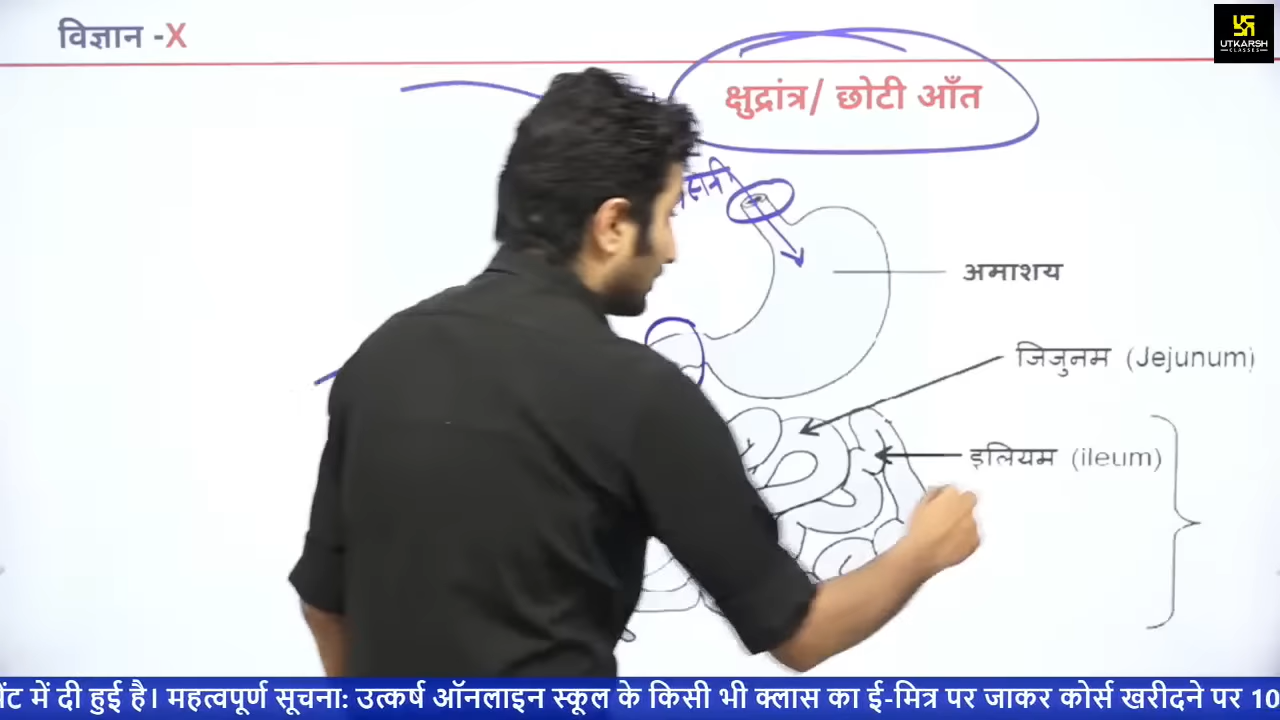 विज्ञान -X
UTKARSH
CLASSES
क्षुद्रांत्र/ छोटी आँत
अमाशय
जिजुनम (Jejunum)
इलियम (ileum)
में दी हुई है। महत्वपूर्ण सूचना: उत्कर्ष ऑनलाइन स्कूल के किसी भी क्लास का ई-मित्र पर जाकर कोर्स खरीदने पर 10